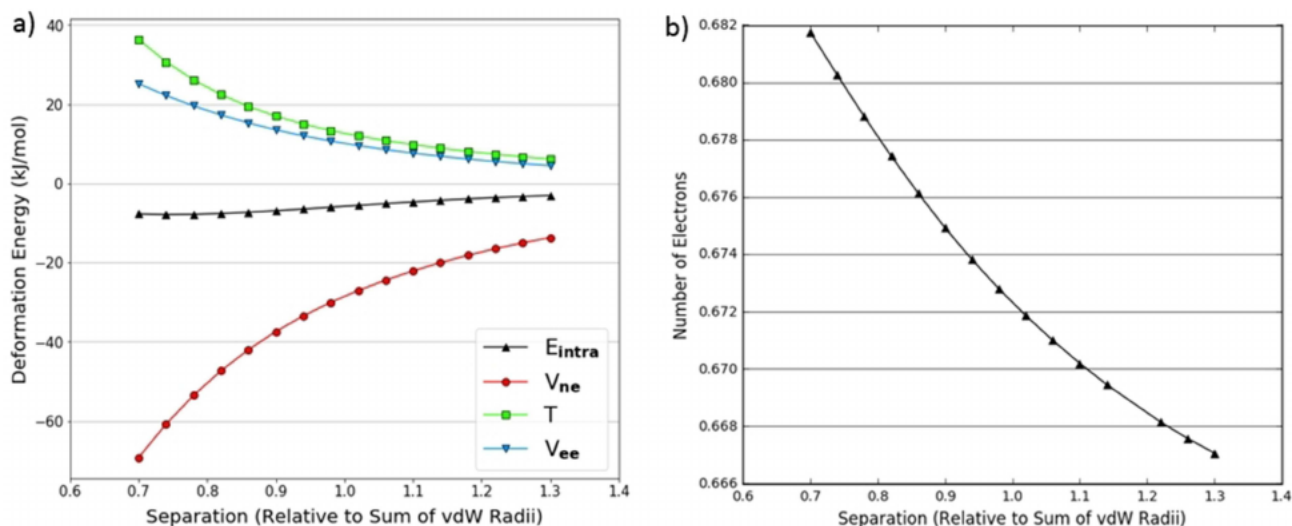 a)
40
20
0
−20
−40
−60
Deformation Energy (kJ/mol)
E_intra
V_ne
T
V_ee
0.6 0.7 0.8 0.9 1.0 1.1 1.2 1.3 1.4
Separation (Relative to Sum of vdW Radii)
b)
0.682
0.680
0.678
0.676
0.674
0.672
0.670
0.668
0.666
Number of Electrons
0.6 0.7 0.8 0.9 1.0 1.1 1.2 1.3 1.4
Separation (Relative to Sum of vdW Radii)